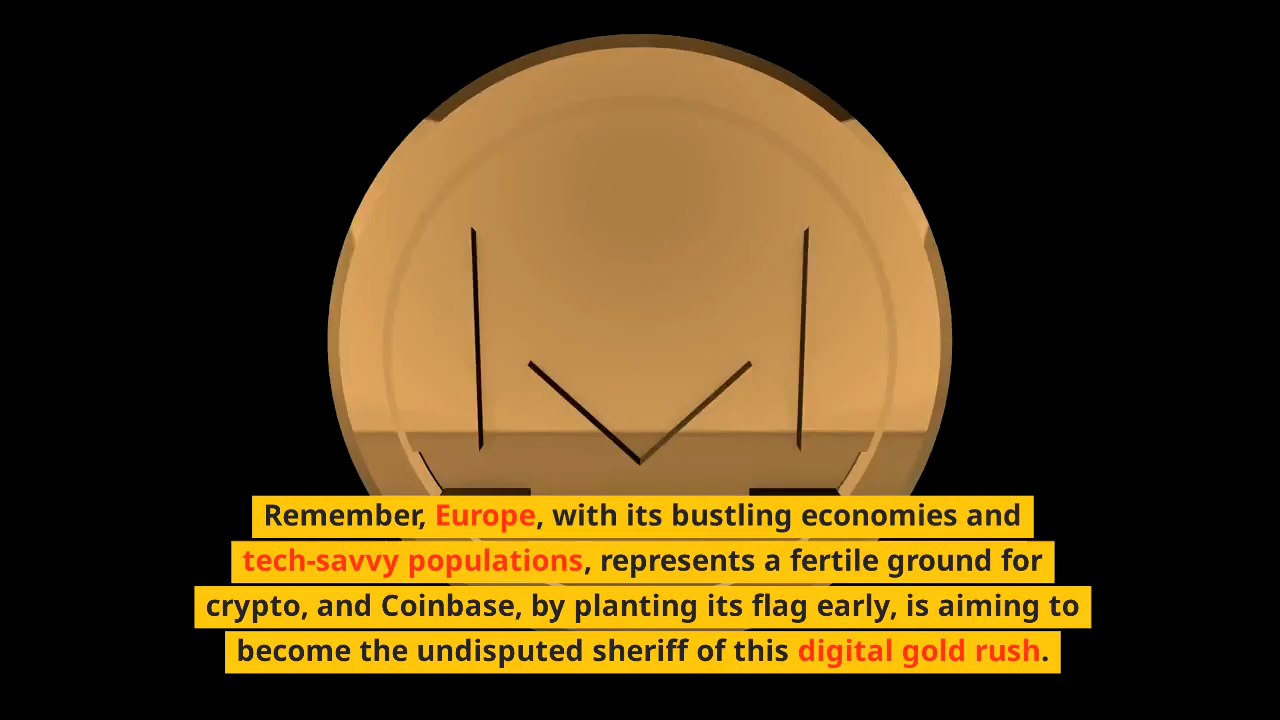 Remember, Europe, with its bustling economies and
tech-savvy populations, represents a fertile ground for
crypto, and Coinbase, by planting its flag early, is aiming to
become the undisputed sheriff of this digital gold rush.